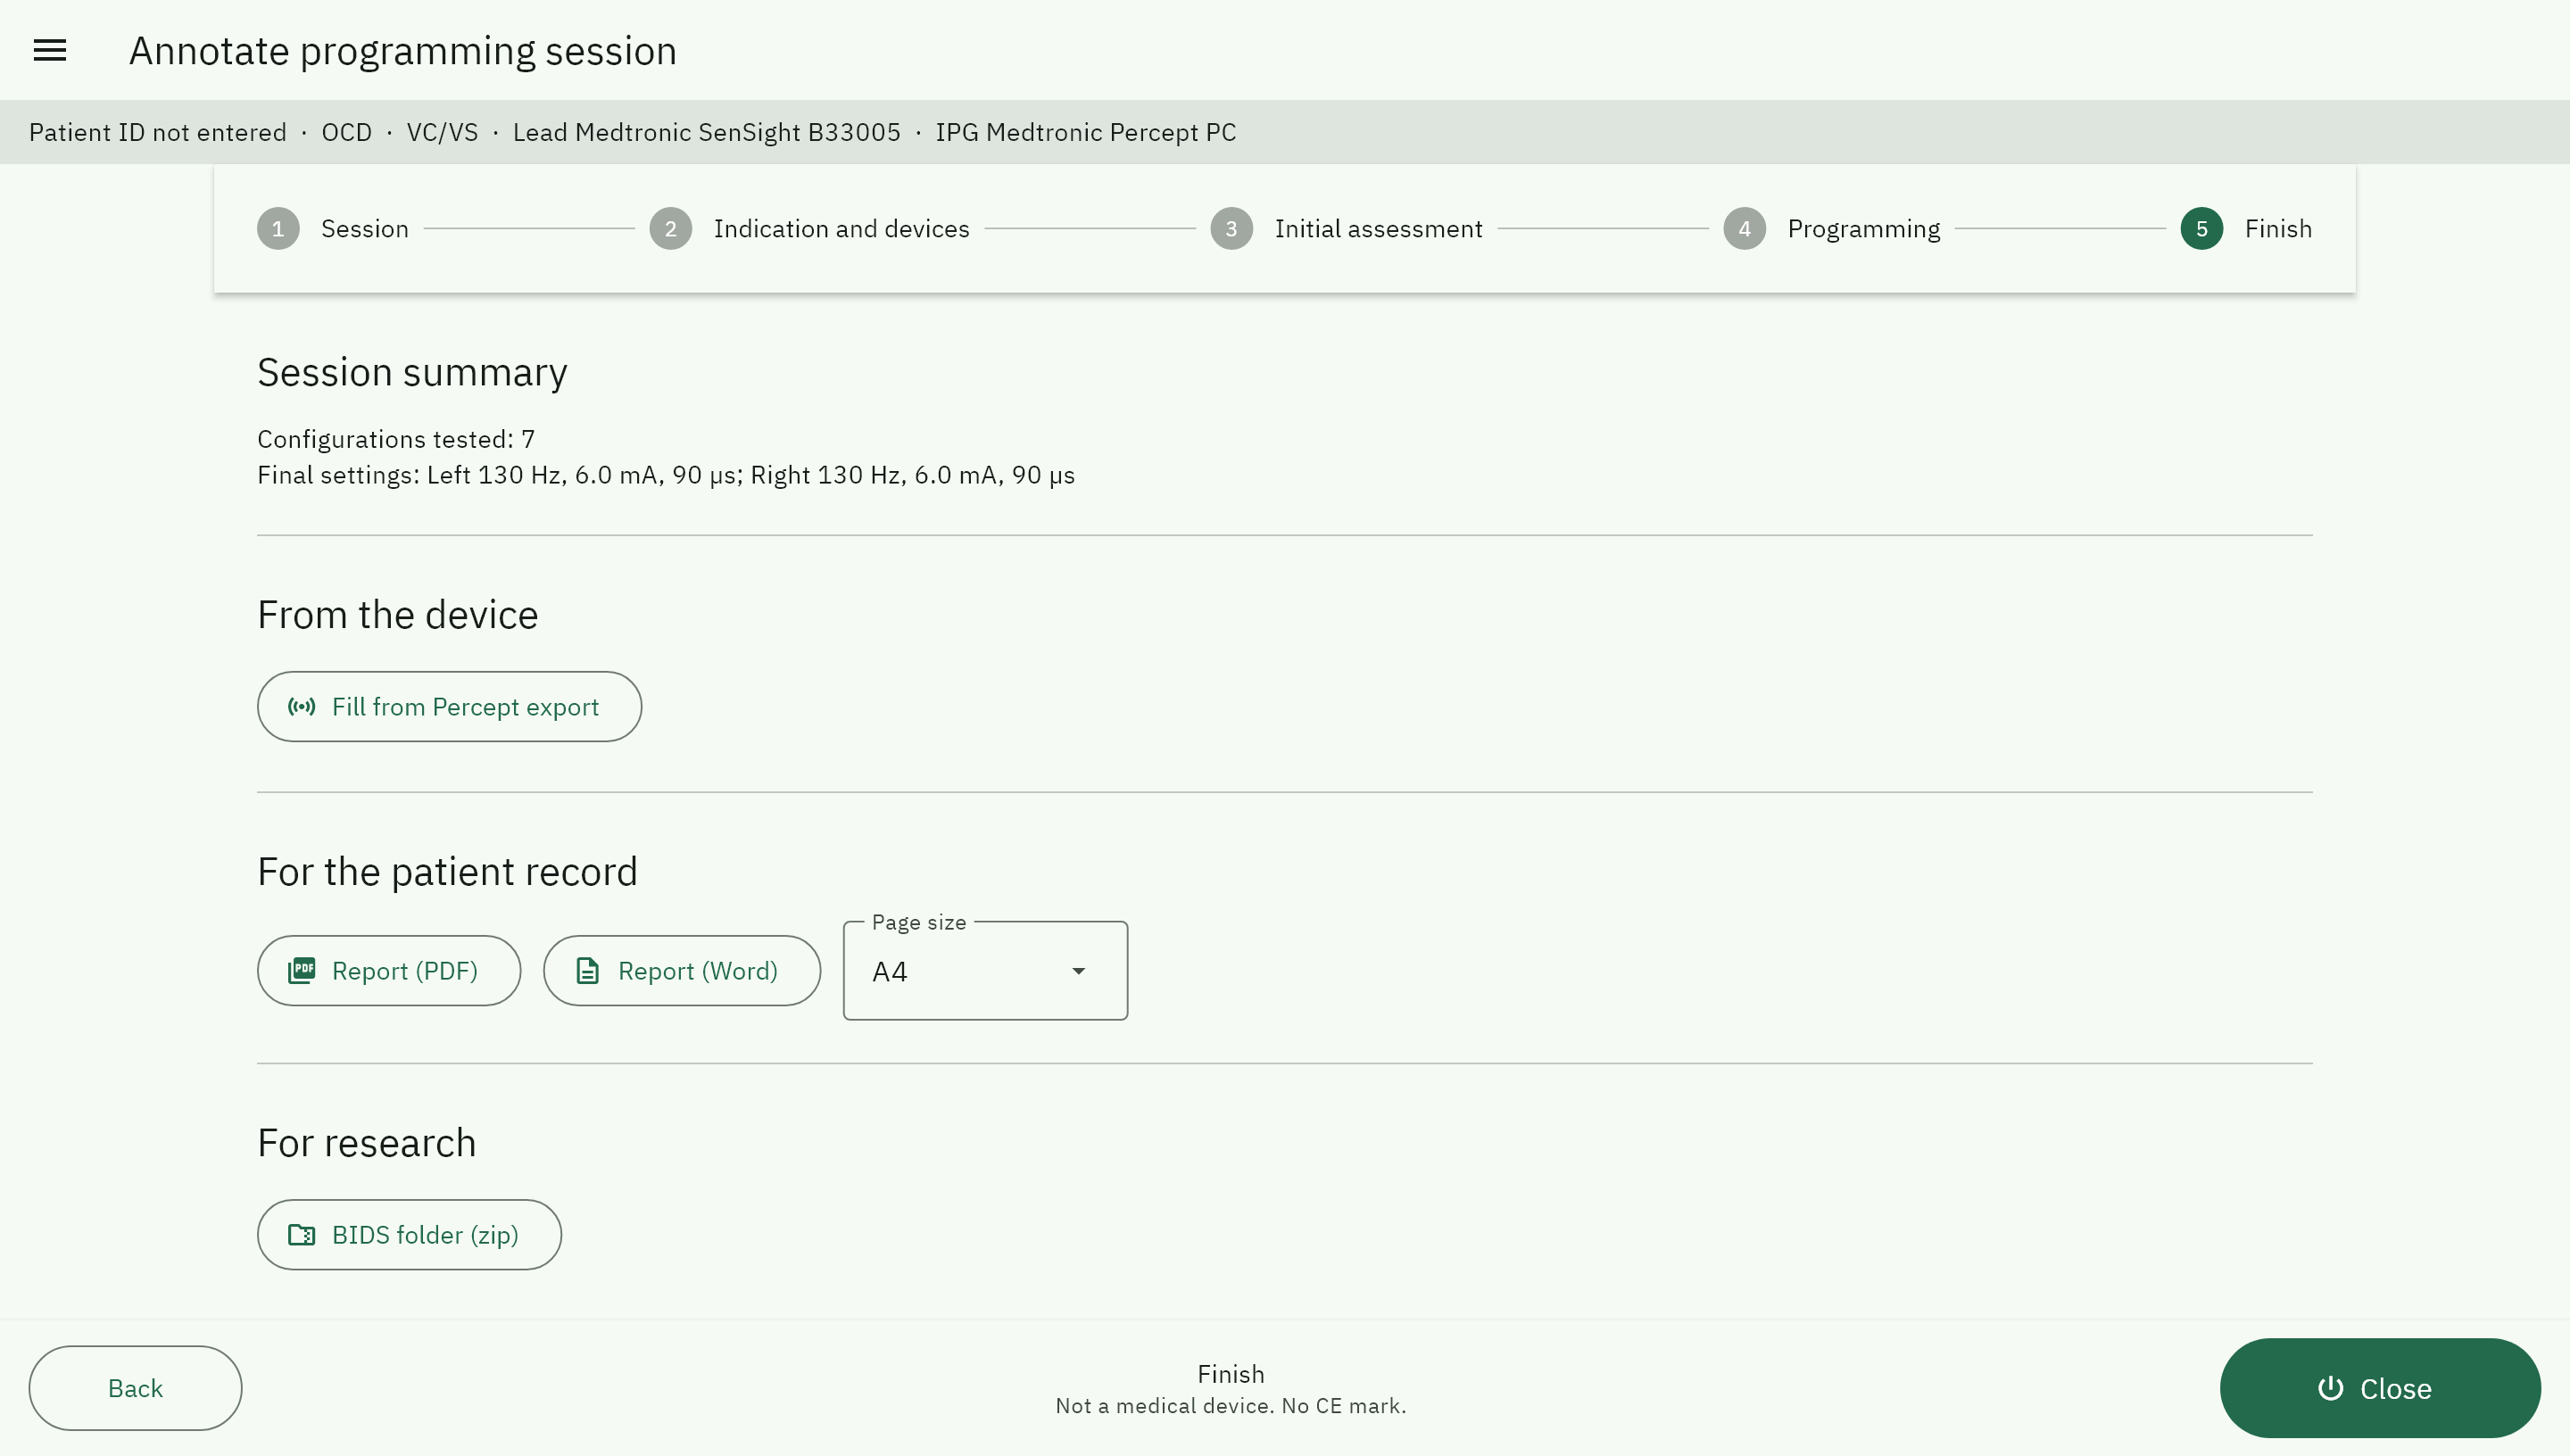 Annotate programming session
Patient ID not entered · OCD · VC/VS · Lead Medtronic SenSight B33005 · IPG Medtronic Percept PC
1 Session 2 Indication and devices 3 Initial assessment 4 Programming 5 Finish
Session summary
Configurations tested: 7
Final settings: Left 130 Hz, 6.0 mA, 90 µs; Right 130 Hz, 6.0 mA, 90 µs
From the device
Fill from Percept export
For the patient record
Page size
PDF Report (PDF) Report (Word) A4
For research
BIDS folder (zip)
Back
Finish
Not a medical device. No CE mark.
Close